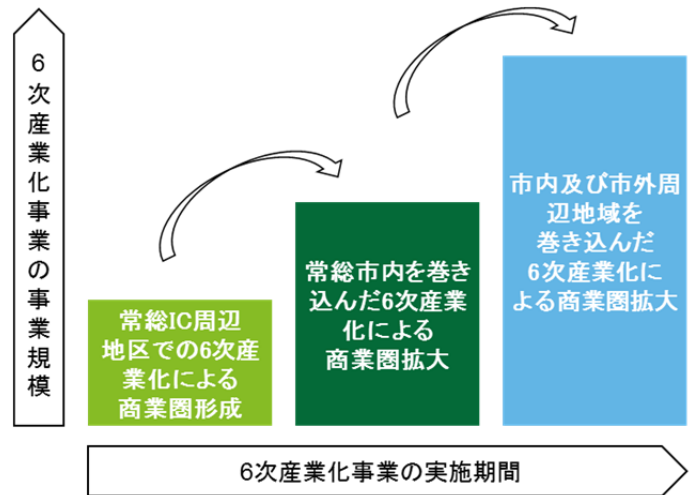 6次産業化事業の事業規模
常総IC周辺
地区での6次産
業化による
商業圏形成
常総市内を巻き
込んだ6次産業
化による
商業圏拡大
市内及び市外周
辺地域を
巻き込んだ
6次産業化に
よる商業圏拡大
6次産業化事業の実施期間